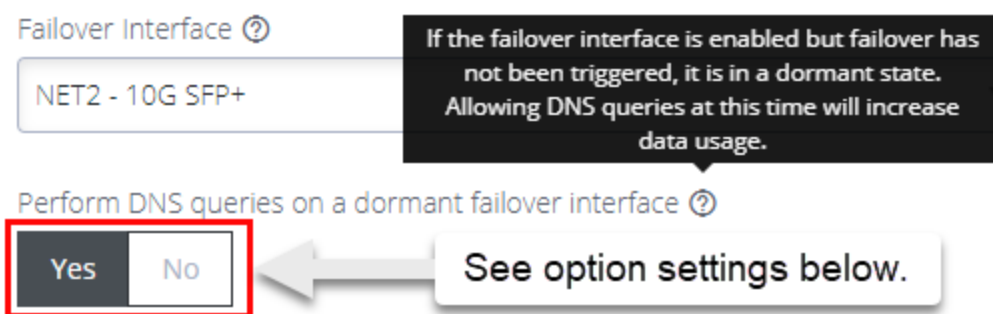 Failover Interface
If the failover interface is enabled but failover has
not been triggered, it is in a dormant state.
Allowing DNS queries at this time will increase
data usage.
NET2 - 10G SFP+
Perform DNS queries on a dormant failover interface
Yes No
See option settings below.